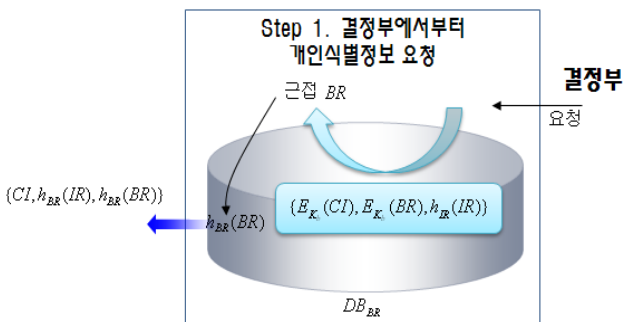 Step 1. 결정부에서부터
개인식별정보 요청
결정부
근접 BR
요청
{CI, h_BR(IR), h_BR(BR)}
h_BR(BR)
{E_K(CI), E_K(BR), h_IR(IR)}
DB_BR